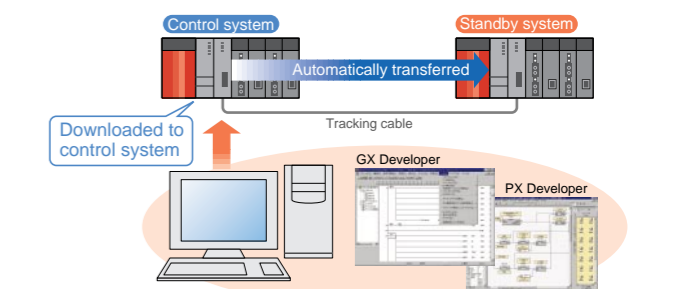 Control system
Standby system
Automatically transferred
Tracking cable
Downloaded to
control system
GX Developer
PX Developer